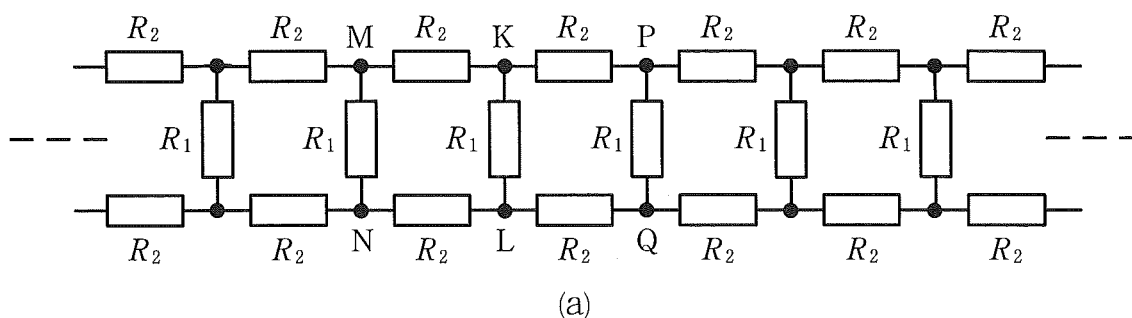 R₂ R₂ M R₂ K R₂ P R₂ R₂ R₂
R₁ R₁ R₁ R₁ R₁ R₁
R₂ R₂ N R₂ L R₂ Q R₂ R₂ R₂
(a)